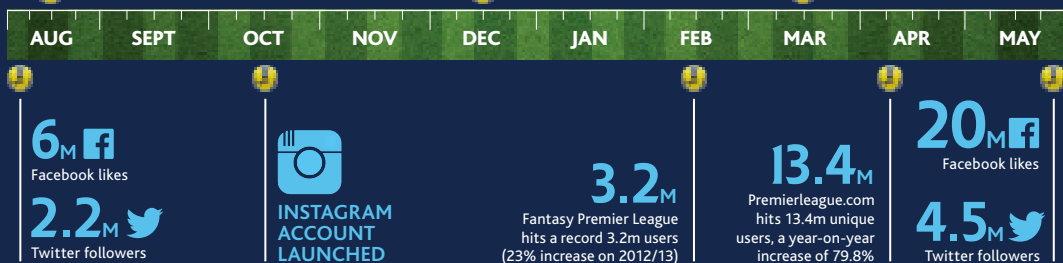 AUG SEPT OCT NOV DEC JAN FEB MAR APR MAY
6M
Facebook likes
2.2M
Twitter followers
INSTAGRAM
ACCOUNT
LAUNCHED
3.2M
Fantasy Premier League
hits a record 3.2m users
(23% increase on 2012/13)
13.4M
Premierleague.com
hits 13.4m unique
users, a year-on-year
increase of 79.8%
20M
Facebook likes
4.5M
Twitter followers